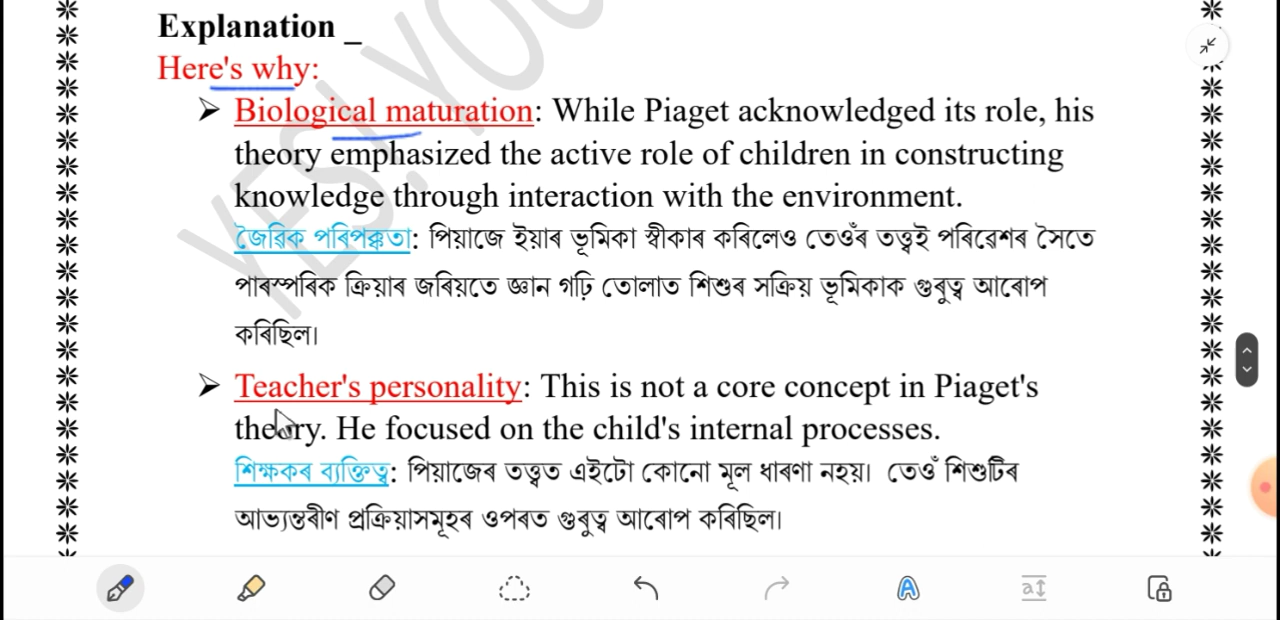 Explanation _
Here's why:
➤ Biological maturation: While Piaget acknowledged its role, his
theory emphasized the active role of children in constructing
knowledge through interaction with the environment.
জৈৱিক পৰিপক্কতা: পিয়াজে ইয়াৰ ভূমিকা স্বীকাৰ কৰিলেও তেওঁৰ তত্ত্বই পৰিৱেশৰ সৈতে
পাৰস্পৰিক ক্ৰিয়াৰ জৰিয়তে জ্ঞান গঢ়ি তোলাত শিশুৰ সক্ৰিয় ভূমিকাক গুৰুত্ব আৰোপ
কৰিছিল।
➤ Teacher's personality: This is not a core concept in Piaget's
theory. He focused on the child's internal processes.
শিক্ষকৰ ব্যক্তিত্ব: পিয়াজেৰ তত্ত্বত এইটো কোনো মূল ধাৰণা নহয়। তেওঁ শিশুটিৰ
আভ্যন্তৰীণ প্ৰক্ৰিয়াসমূহৰ ওপৰত গুৰুত্ব আৰোপ কৰিছিল।